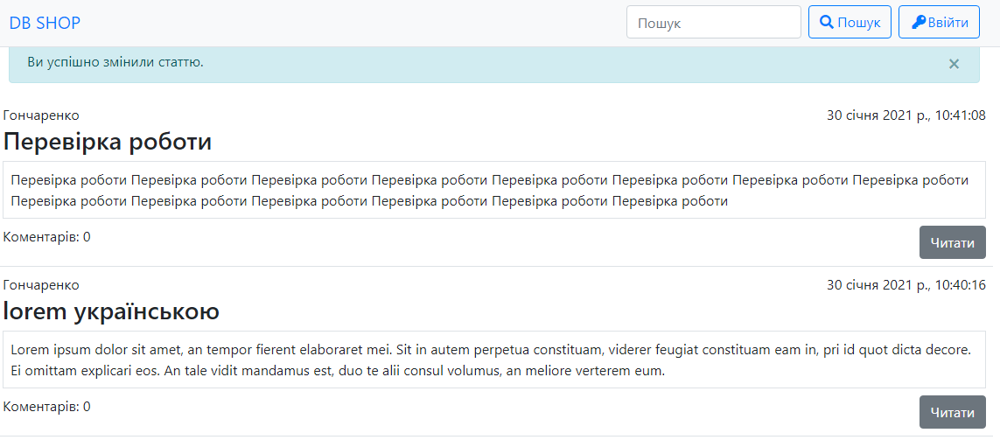 DB SHOP
Пошук
Пошук
Ввійти
Ви успішно змінили статтю.
×
Гончаренко
30 січня 2021 р., 10:41:08
Перевірка роботи
Перевірка роботи Перевірка роботи Перевірка роботи Перевірка роботи Перевірка роботи Перевірка роботи Перевірка роботи Перевірка роботи
Перевірка роботи Перевірка роботи Перевірка роботи Перевірка роботи Перевірка роботи Перевірка роботи
Коментарів: 0
Читати
Гончаренко
30 січня 2021 р., 10:40:16
lorem українською
Lorem ipsum dolor sit amet, an tempor fierent elaboraret mei. Sit in autem perpetua constituam, viderer feugiat constituam eam in, pri id quot dicta decore.
Ei omittam explicari eos. An tale vidit mandamus est, duo te alii consul volumus, an meliore verterem eum.
Коментарів: 0
Читати